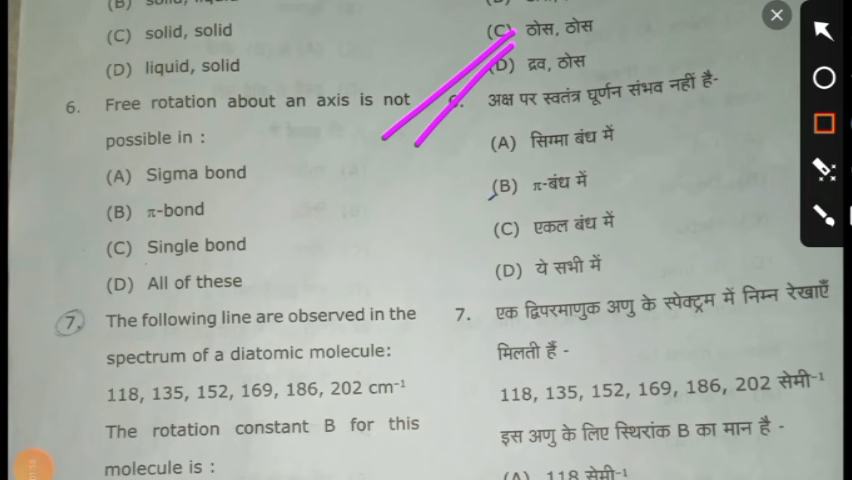 (C) solid, solid
(D) liquid, solid
6. Free rotation about an axis is not
possible in :
(A) Sigma bond
(B) π-bond
(C) Single bond
(D) All of these
7. The following line are observed in the
spectrum of a diatomic molecule:
118, 135, 152, 169, 186, 202 cm⁻¹
The rotation constant B for this
molecule is :
(C) ठोस, ठोस
(D) द्रव, ठोस
अक्ष पर स्वतंत्र घूर्णन संभव नहीं है-
(A) सिग्मा बंध में
(B) π-बंध में
(C) एकल बंध में
(D) ये सभी में
7. एक द्विपरमाणुक अणु के स्पेक्ट्रम में निम्न रेखाएँ
मिलती हैं -
118, 135, 152, 169, 186, 202 सेमी⁻¹
इस अणु के लिए स्थिरांक B का मान है -
(A) 118 सेमी⁻¹